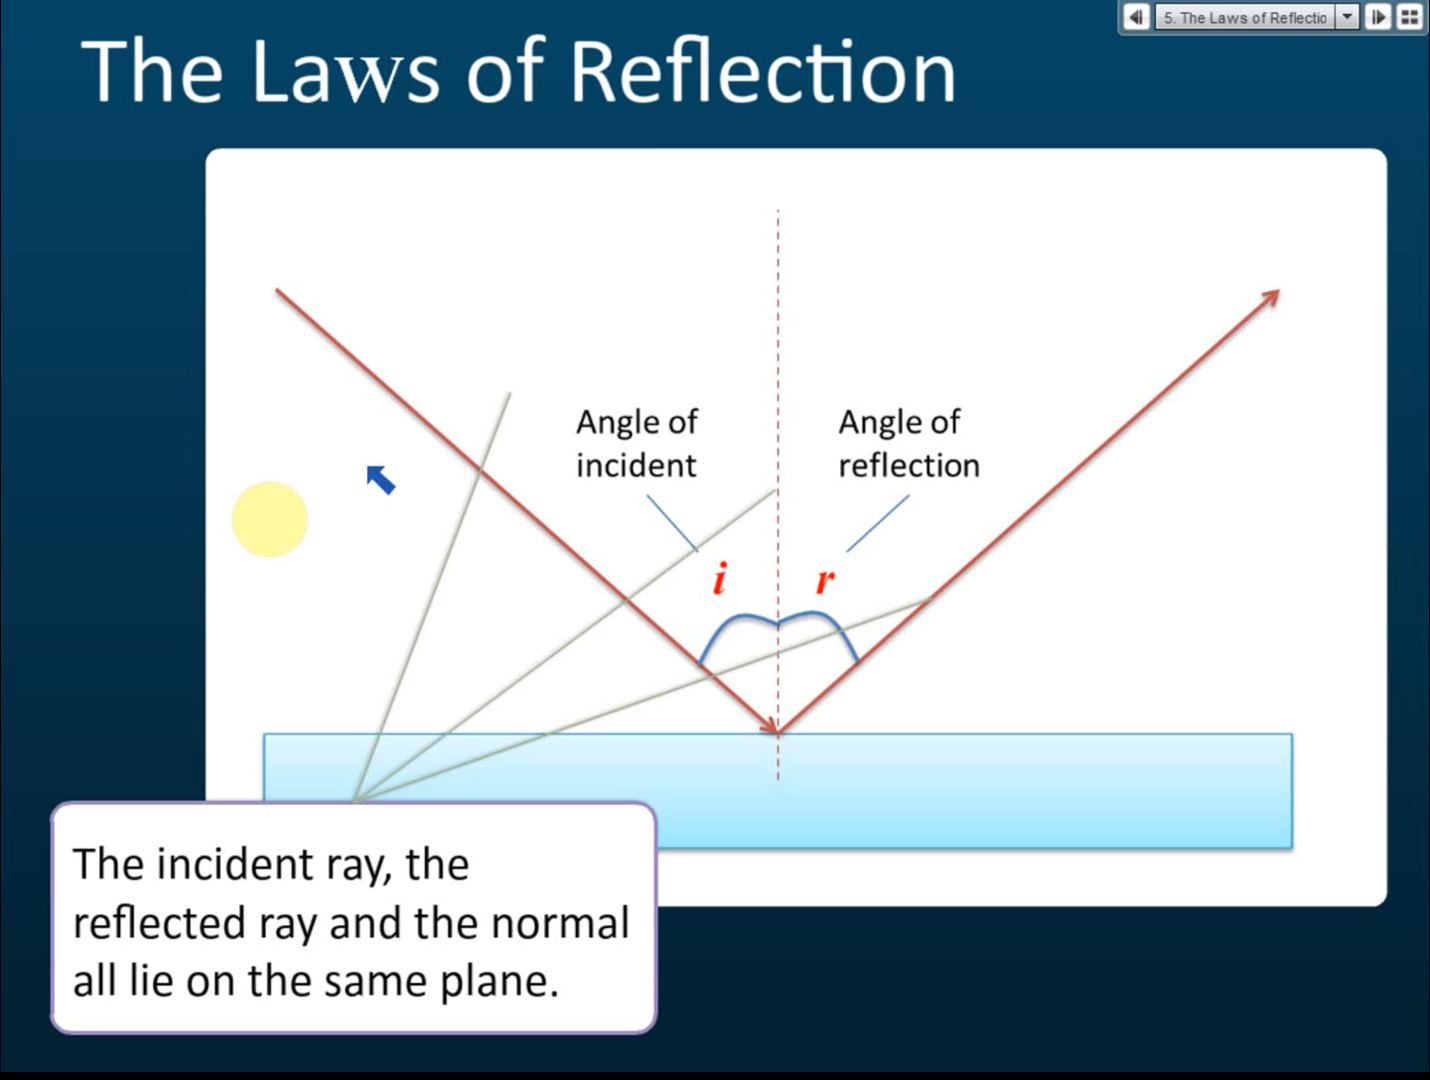 5. The Laws of Reflectio
The Laws of Reflection
Angle of
incident
Angle of
reflection
i
r
The incident ray, the
reflected ray and the normal
all lie on the same plane.